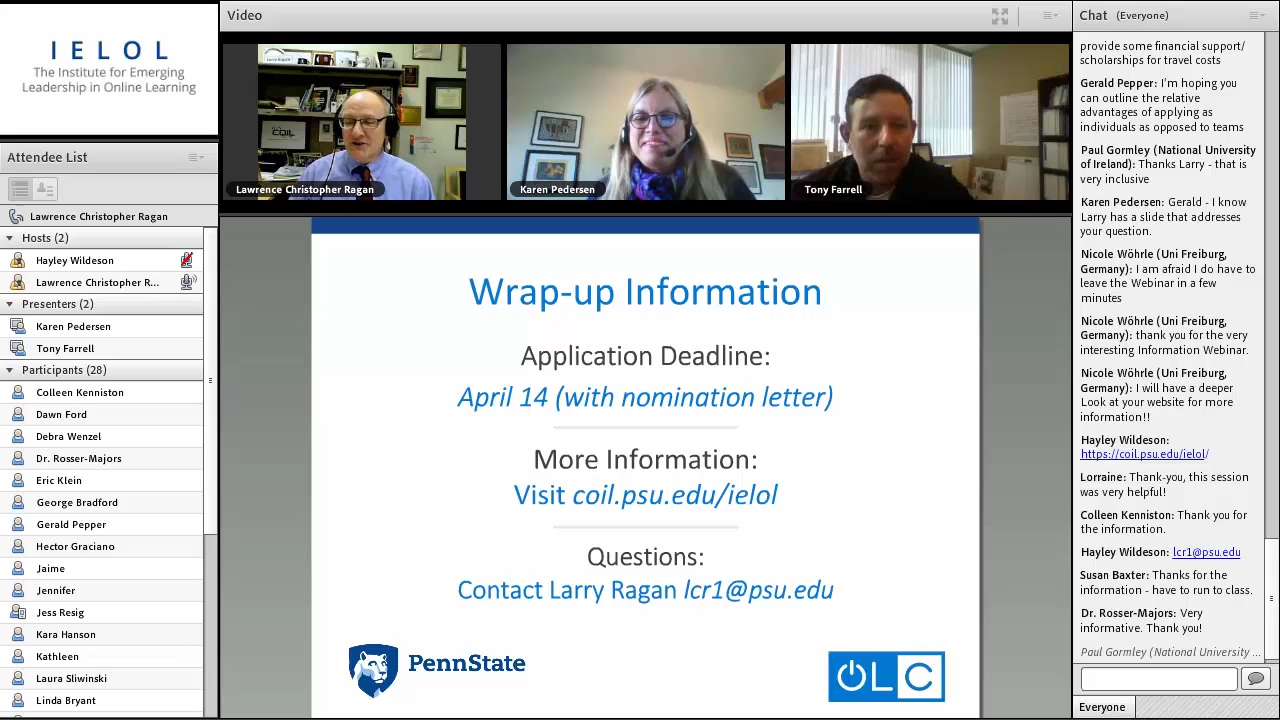 I E L O L
The Institute for Emerging
Leadership in Online Learning
Attendee List
Lawrence Christopher Ragan
Hosts (2)
Hayley Wildeson
Lawrence Christopher R...
Presenters (2)
Karen Pedersen
Tony Farrell
Participants (28)
Colleen Kenniston
Dawn Ford
Debra Wenzel
Dr. Rosser-Majors
Eric Klein
George Bradford
Gerald Pepper
Hector Graciano
Jaime
Jennifer
Jess Resig
Kara Hanson
Kathleen
Laura Sliwinski
Linda Bryant
Video
Lawrence Christopher Ragan
Karen Pedersen
Tony Farrell
Wrap-up Information
Application Deadline:
April 14 (with nomination letter)
More Information:
Visit coil.psu.edu/ielol
Questions:
Contact Larry Ragan lcr1@psu.edu
PennState
OLC
Chat (Everyone)
provide some financial support/
scholarships for travel costs
Gerald Pepper: I'm hoping you
can outline the relative
advantages of applying as
individuals as opposed to teams
Paul Gormley (National University
of Ireland): Thanks Larry - that is
very inclusive
Karen Pedersen: Gerald - I know
Larry has a slide that addresses
your question.
Nicole Wöhrle (Uni Freiburg,
Germany): I am afraid I do have to
leave the Webinar in a few
minutes
Nicole Wöhrle (Uni Freiburg,
Germany): thank you for the very
interesting Information Webinar.
Nicole Wöhrle (Uni Freiburg,
Germany): I will have a deeper
Look at your website for more
information!!
Hayley Wildeson:
https://coil.psu.edu/ielol/
Lorraine: Thank-you, this session
was very helpful!
Colleen Kenniston: Thank you for
the information.
Hayley Wildeson: lcr1@psu.edu
Susan Baxter: Thanks for the
information - have to run to class.
Dr. Rosser-Majors: Very
informative. Thank you!
Paul Gormley (National University ...
Everyone